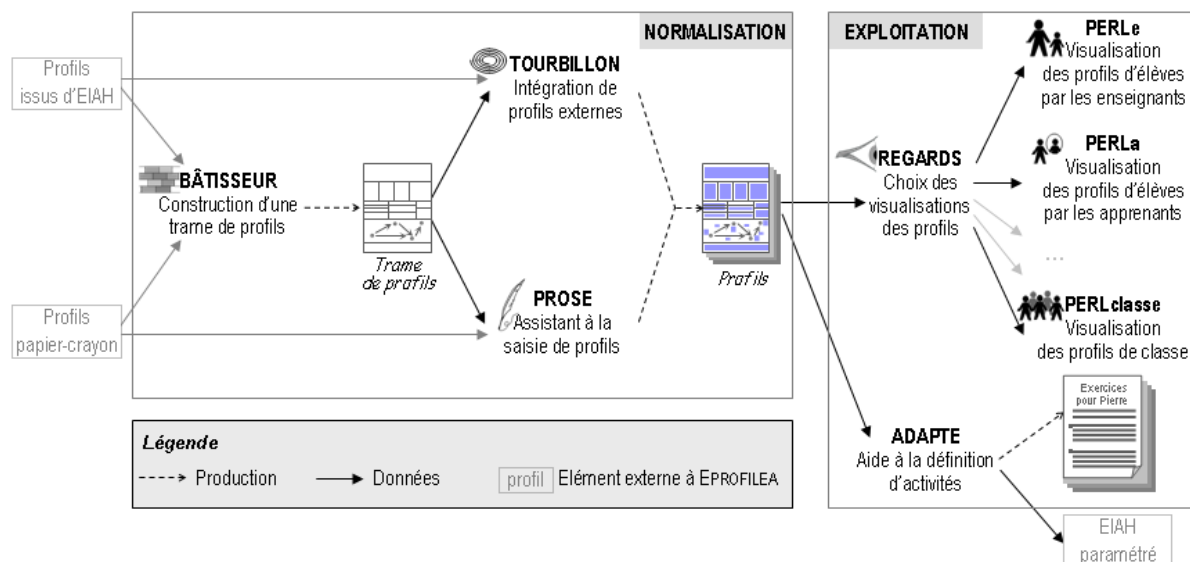 NORMALISATION
EXPLOITATION
Profils
issus d'EIAH
Profils
papier-crayon
BÂTISSEUR
Construction d'une
trame de profils
Trame
de profils
TOURBILLON
Intégration de
profils externes
PROSE
Assistant à la
saisie de profils
Profils
REGARDS
Choix des
visualisations
des profils
PERLe
Visualisation
des profils d'élèves
par les enseignants
PERLa
Visualisation
des profils d'élèves
par les apprenants
...
PERLclasse
Visualisation
des profils de classe
ADAPTE
Aide à la définition
d'activités
Exercices
pour Pierre
EIAH
paramétré
Légende
Production
Données
profil
Elément externe à EPROFILEA